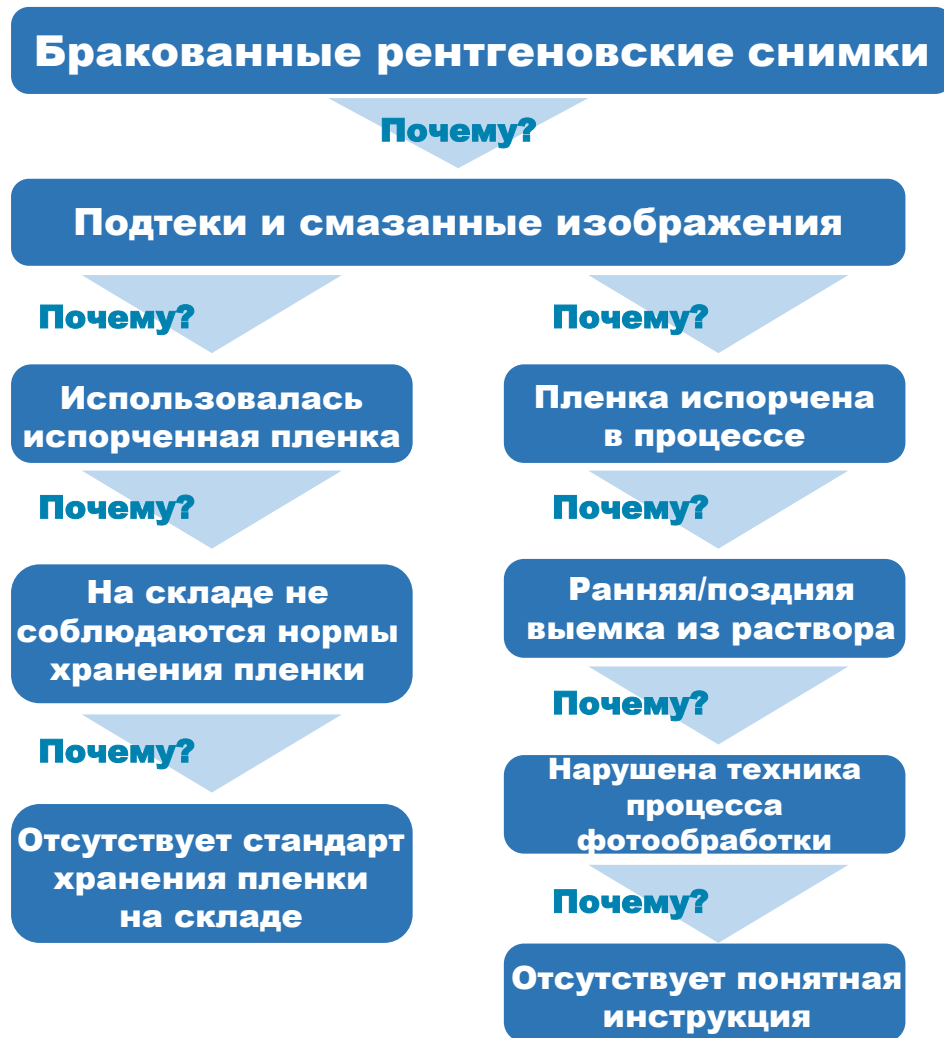 Бракованные рентгеновские снимки
Почему?
Подтеки и смазанные изображения
Почему?
Почему?
Использовалась
испорченная пленка
Пленка испорчена
в процессе
Почему?
Почему?
На складе не
соблюдаются нормы
хранения пленки
Ранняя/поздняя
выемка из раствора
Почему?
Почему?
Отсутствует стандарт
хранения пленки
на складе
Нарушена техника
процесса
фотообработки
Почему?
Отсутствует понятная
инструкция